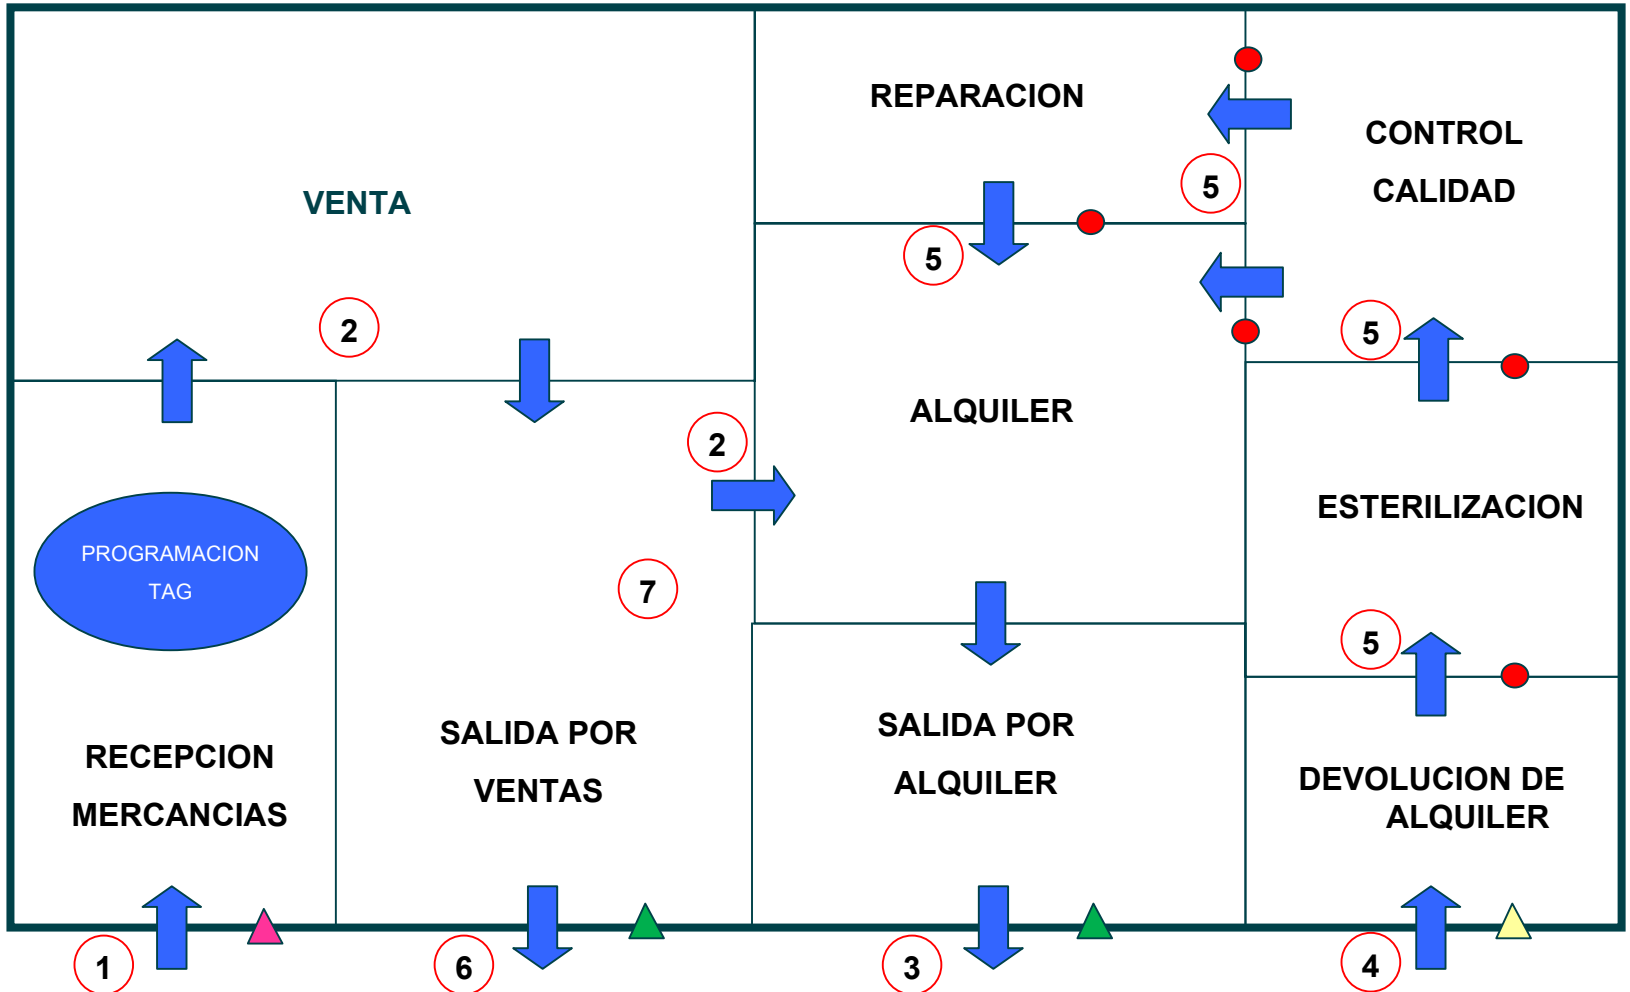 REPARACION
CONTROL
CALIDAD
VENTA
5
5
2
5
ALQUILER
2
ESTERILIZACION
PROGRAMACION
TAG
7
5
SALIDA POR
VENTAS
SALIDA POR
ALQUILER
RECEPCION
MERCANCIAS
DEVOLUCION DE
ALQUILER
1
6
3
4